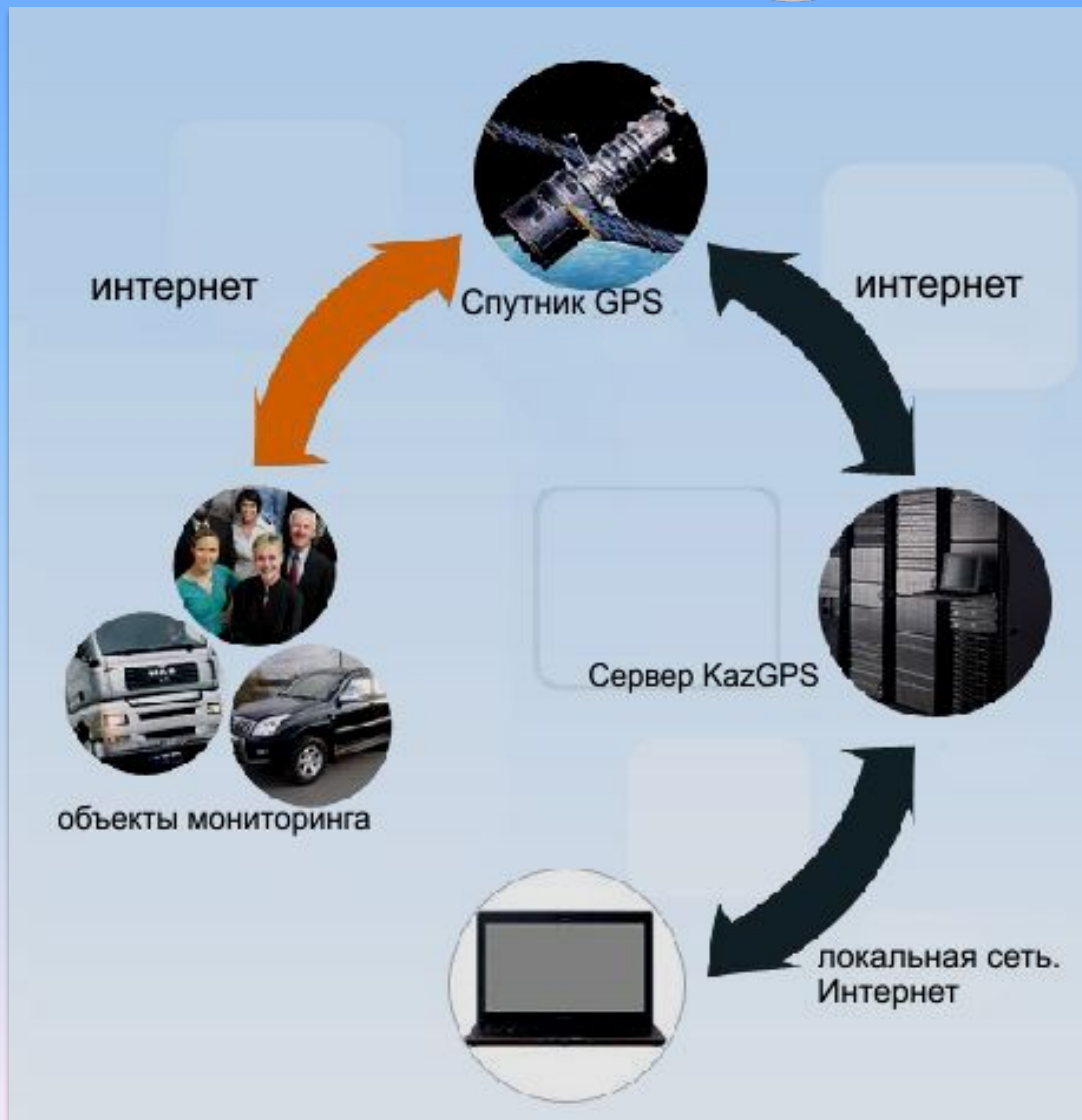 Спутник GPS
интернет
интернет
Сервер KazGPS
объекты мониторинга
локальная сеть.
Интернет